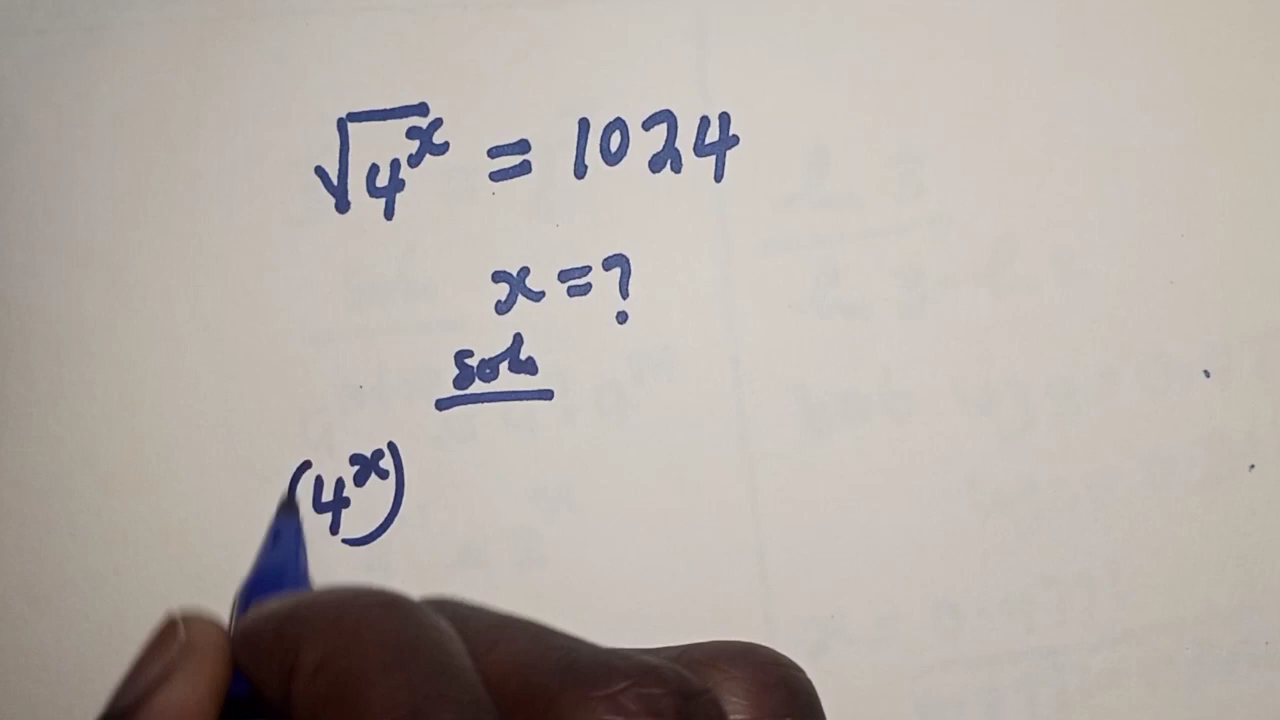 √4^x = 1024
x = ?
Soln
(4^x)